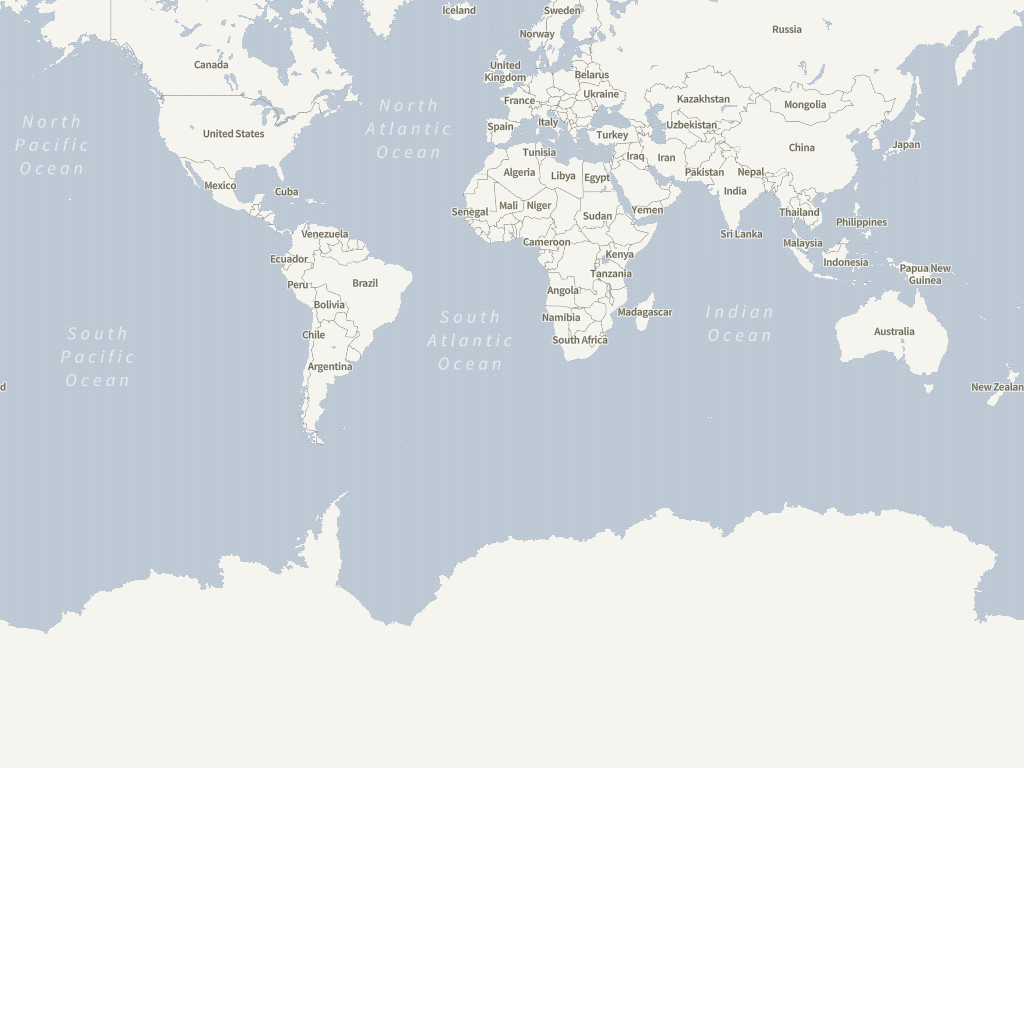 Iceland
Sweden
Norway
Russia
Canada
United
Kingdom
Belarus
Ukraine
France
Kazakhstan
Mongolia
North
Pacific
Ocean
North
Atlantic
Ocean
United States
Spain
Italy
Turkey
Uzbekistan
China
Japan
Tunisia
Iraq
Iran
Algeria
Libya
Egypt
Pakistan
Nepal
Mexico
Cuba
India
Senegal
Mali
Niger
Sudan
Yemen
Thailand
Philippines
Venezuela
Sri Lanka
Cameroon
Malaysia
Kenya
Ecuador
Indonesia
Papua New
Guinea
Tanzania
Peru
Brazil
Angola
Bolivia
Namibia
Madagascar
South
Atlantic
Ocean
Indian
Ocean
South
Pacific
Ocean
Chile
South Africa
Australia
Argentina
d
New Zealan